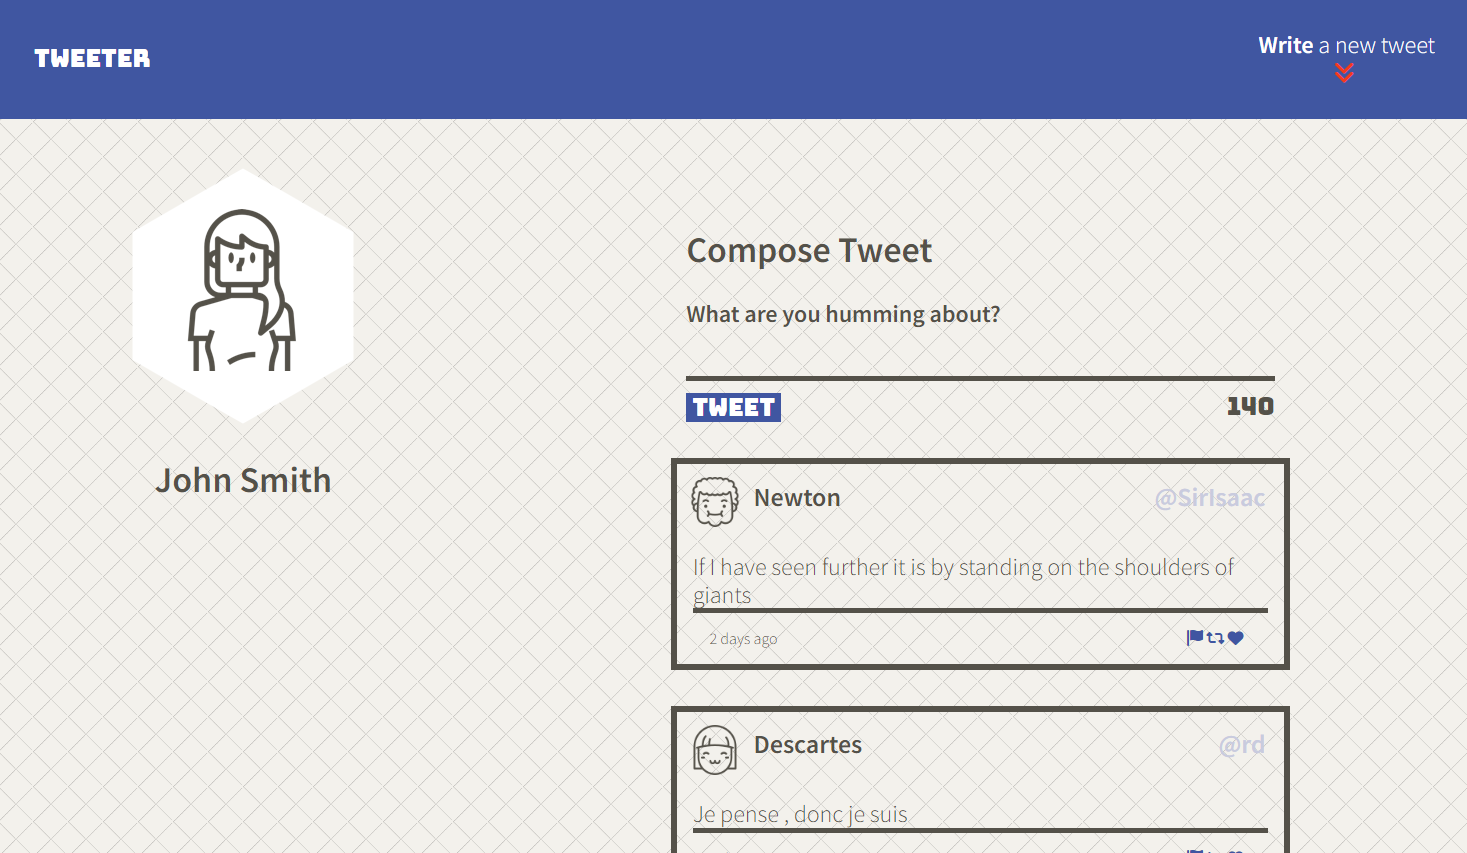 TWEETER
Write a new tweet
John Smith
Compose Tweet
What are you humming about?
TWEET
140
Newton
@SirIsaac
If I have seen further it is by standing on the shoulders of
giants
2 days ago
Descartes
@rd
Je pense , donc je suis